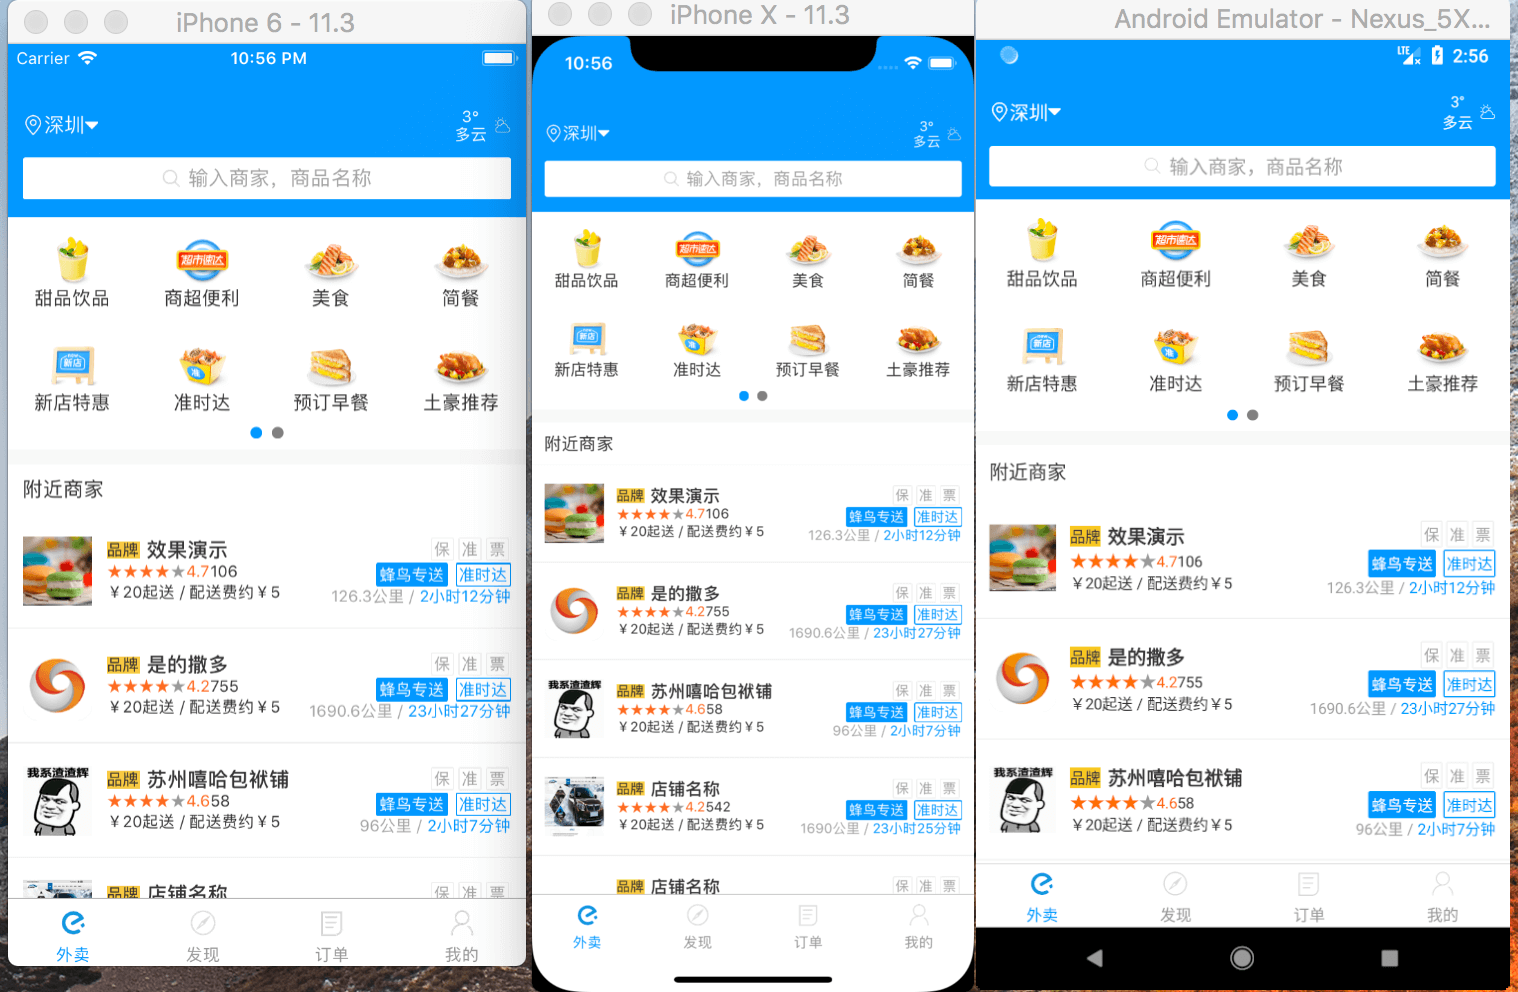 iPhone 6 - 11.3
Carrier
10:56 PM
深圳
3°
多云
输入商家，商品名称
超市速达
甜品饮品
商超便利
美食
简餐
新店
准
新店特惠
准时达
预订早餐
土豪推荐
附近商家
品牌 效果演示
保 准 票
4.7106
蜂鸟专送 准时达
¥20起送 / 配送费约¥5
126.3公里 / 2小时12分钟
品牌 是的撒多
保 准 票
4.2755
蜂鸟专送 准时达
¥20起送 / 配送费约¥5
1690.6公里 / 23小时27分钟
我系渣渣辉
品牌 苏州嘻哈包袱铺
保 准 票
4.658
蜂鸟专送 准时达
¥20起送 / 配送费约¥5
96公里 / 2小时7分钟
品牌 店铺名称
保 准 票
外卖
发现
订单
我的
iPhone X - 11.3
10:56
深圳
3°
多云
输入商家，商品名称
超市速达
甜品饮品
商超便利
美食
简餐
新店
准
新店特惠
准时达
预订早餐
土豪推荐
附近商家
品牌 效果演示
保 准 票
4.7106
蜂鸟专送 准时达
¥20起送 / 配送费约¥5
126.3公里 / 2小时12分钟
品牌 是的撒多
保 准 票
4.2755
蜂鸟专送 准时达
¥20起送 / 配送费约¥5
1690.6公里 / 23小时27分钟
我系渣渣辉
品牌 苏州嘻哈包袱铺
保 准 票
4.658
蜂鸟专送 准时达
¥20起送 / 配送费约¥5
96公里 / 2小时7分钟
品牌 店铺名称
保 准 票
4.2542
蜂鸟专送 准时达
¥20起送 / 配送费约¥5
1690公里 / 23小时25分钟
品牌 店铺名称
保 准 票
外卖
发现
订单
我的
Android Emulator - Nexus_5X...
LTE
2:56
深圳
3°
多云
输入商家，商品名称
超市速达
甜品饮品
商超便利
美食
简餐
新店
准
新店特惠
准时达
预订早餐
土豪推荐
附近商家
品牌 效果演示
保 准 票
4.7106
蜂鸟专送 准时达
¥20起送 / 配送费约¥5
126.3公里 / 2小时12分钟
品牌 是的撒多
保 准 票
4.2755
蜂鸟专送 准时达
¥20起送 / 配送费约¥5
1690.6公里 / 23小时27分钟
我系渣渣辉
品牌 苏州嘻哈包袱铺
保 准 票
4.658
蜂鸟专送 准时达
¥20起送 / 配送费约¥5
96公里 / 2小时7分钟
外卖
发现
订单
我的